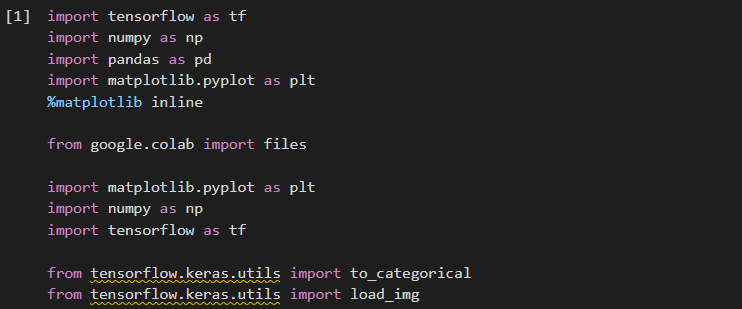 [1] import tensorflow as tf
import numpy as np
import pandas as pd
import matplotlib.pyplot as plt
%matplotlib inline
from google.colab import files
import matplotlib.pyplot as plt
import numpy as np
import tensorflow as tf
from tensorflow.keras.utils import to_categorical
from tensorflow.keras.utils import load_img